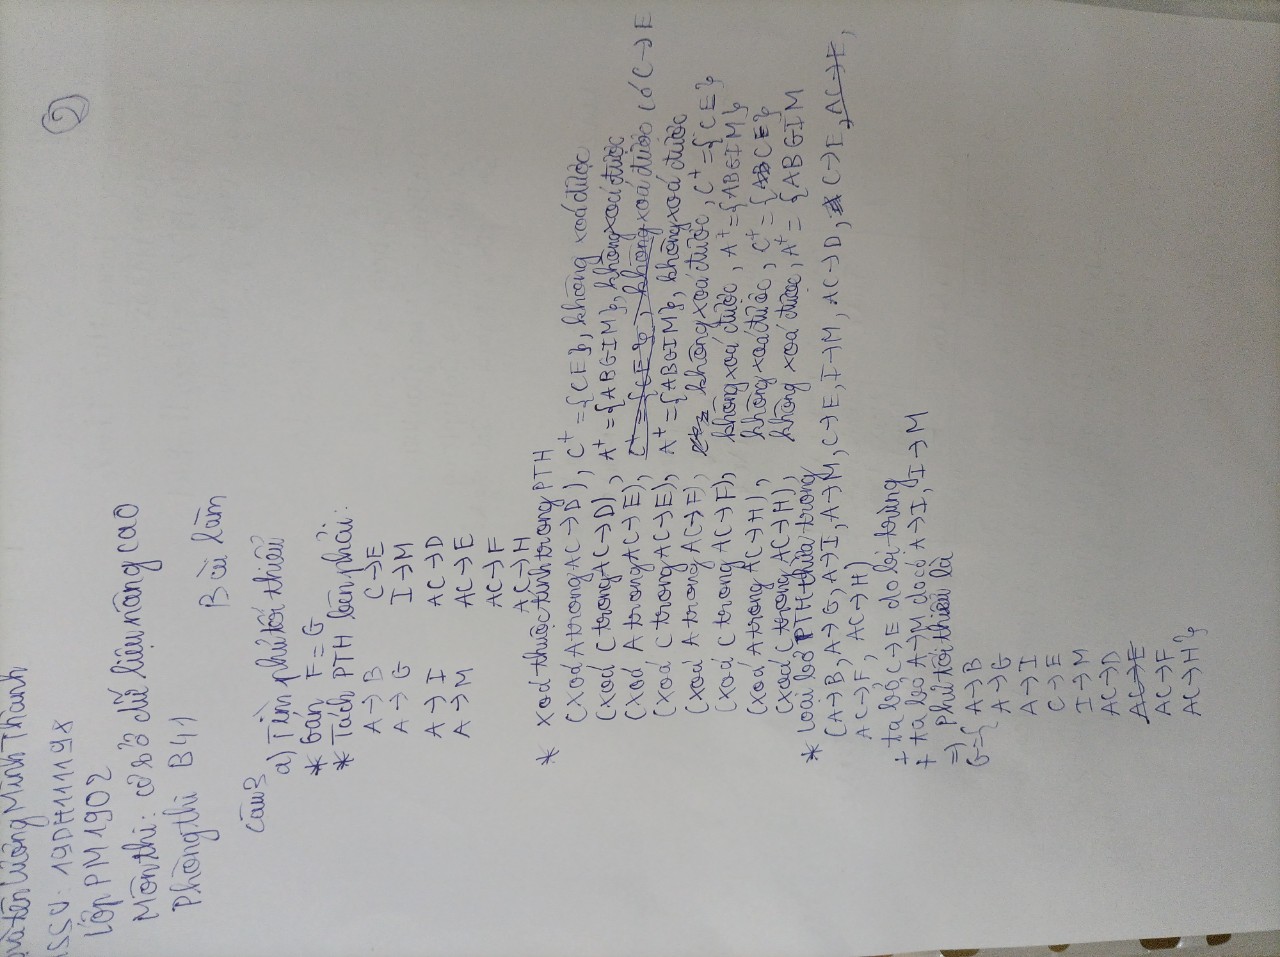 và tên Lương Minh Thành
SSV: 19DH111198
②
Lớp PM1902
Môn thi: cơ sở dữ liệu nâng cao
Phòng thi B41
Bài làm
Câu 3
a) Tìm phủ tối thiểu
* Gán F = G
* Tách PTH bên phải:
A → B C → E
A → G I → M
A → I AC → D
A → M AC → E
AC → F
AC → H
* Xoá thuộc tính trong PTH
(Xoá A trong AC → D), C⁺ = {CE}, không xoá được
(Xoá C trong AC → D), A⁺ = {ABGIM}, không xoá được
(Xoá A trong AC → E), C⁺ = {CE}, không xoá được có C → E
(Xoá C trong AC → E), A⁺ = {ABGIM}, không xoá được
(Xoá A trong AC → F), không xoá được, C⁺ = {CE}
(Xoá C trong AC → F), không xoá được, A⁺ = {ABGIM}
(Xoá A trong AC → H), không xoá được, C⁺ = {CE}
(Xoá C trong AC → H), không xoá được, A⁺ = {ABGIM
* Loại bỏ PTH thừa trong
(A → B, A → G, A → I, A → M, C → E, I → M, AC → D, C → E, AC → E,
AC → F, AC → H)
+ ta bỏ C → E do bị trùng
+ ta bỏ A → M do có A → I, I → M
=> Phủ tối thiểu là
G = { A → B
A → G
A → I
C → E
I → M
AC → D
AC → E
AC → F
AC → H}